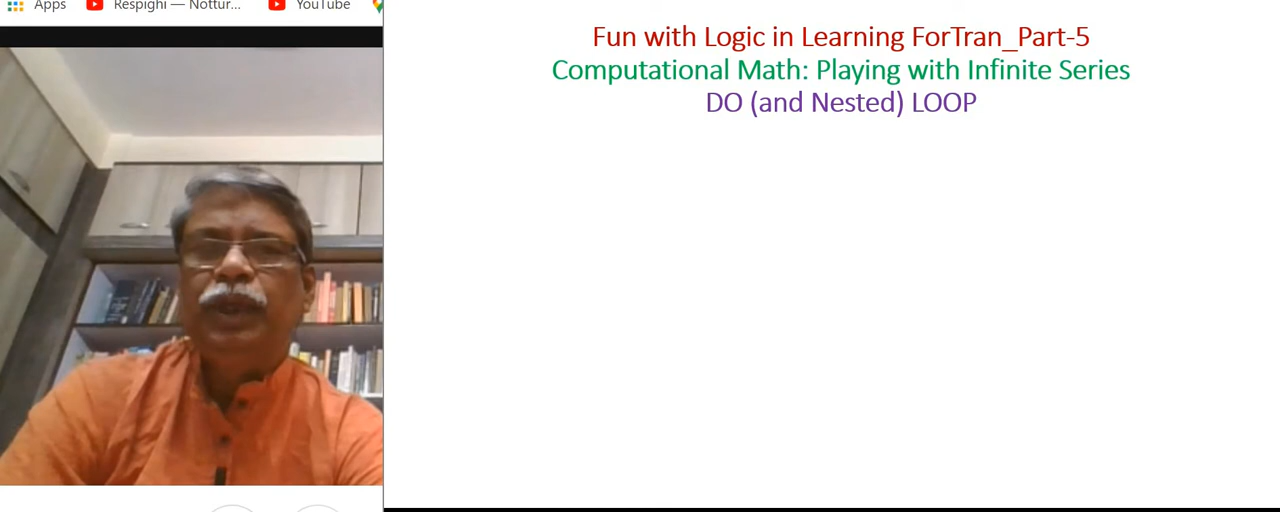 Apps Respighi — Nottur... YouTube
Fun with Logic in Learning ForTran_Part-5
Computational Math: Playing with Infinite Series
DO (and Nested) LOOP